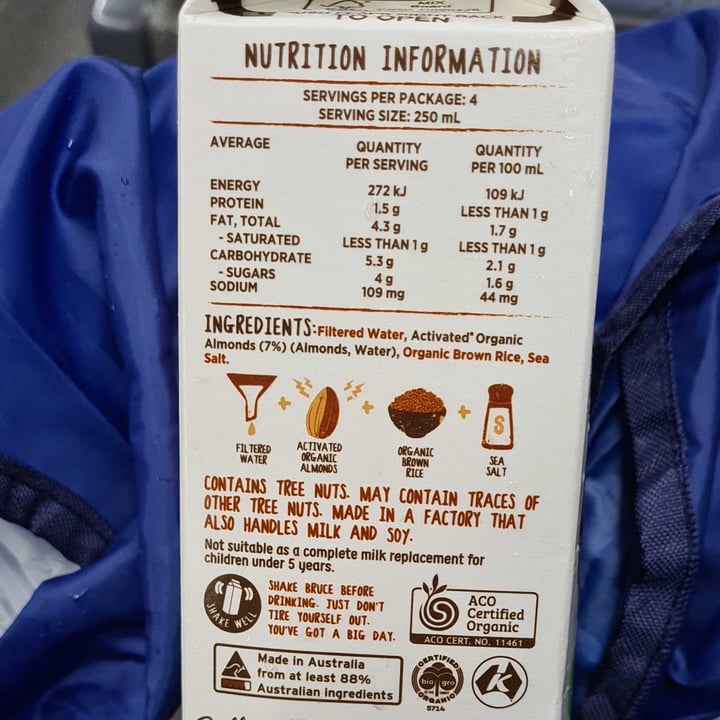 MIX
Board
TO OPEN
NUTRITION INFORMATION
SERVINGS PER PACKAGE: 4
SERVING SIZE: 250 mL
AVERAGE QUANTITY PER SERVING QUANTITY PER 100 mL
ENERGY 272 kJ 109 kJ
PROTEIN 1.5 g LESS THAN 1 g
FAT, TOTAL 4.3 g 1.7 g
- SATURATED LESS THAN 1 g LESS THAN 1 g
CARBOHYDRATE 5.3 g 2.1 g
- SUGARS 4 g 1.6 g
SODIUM 109 mg 44 mg
INGREDIENTS: Filtered Water, Activated* Organic
Almonds (7%) (Almonds, Water), Organic Brown Rice, Sea
Salt.
FILTERED
WATER
ACTIVATED
ORGANIC
ALMONDS
ORGANIC
BROWN
RICE
S
SEA
SALT
CONTAINS TREE NUTS. MAY CONTAIN TRACES OF
OTHER TREE NUTS. MADE IN A FACTORY THAT
ALSO HANDLES MILK AND SOY.
Not suitable as a complete milk replacement for
children under 5 years.
SHAKE WELL
SHAKE BRUCE BEFORE
DRINKING. JUST DON'T
TIRE YOURSELF OUT.
YOU'VE GOT A BIG DAY.
ACO
Certified
Organic
ACO CERT. NO. 11461
Made in Australia
from at least 88%
Australian ingredients
CERTIFIED
bio gro
ORGANIC
5714
K